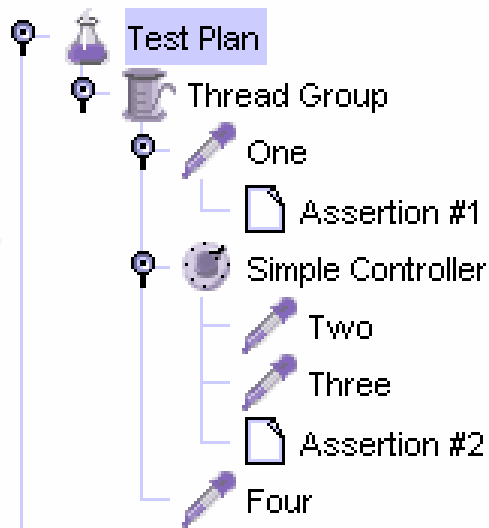 Test Plan
Thread Group
One
Assertion #1
Simple Controller
Two
Three
Assertion #2
Four